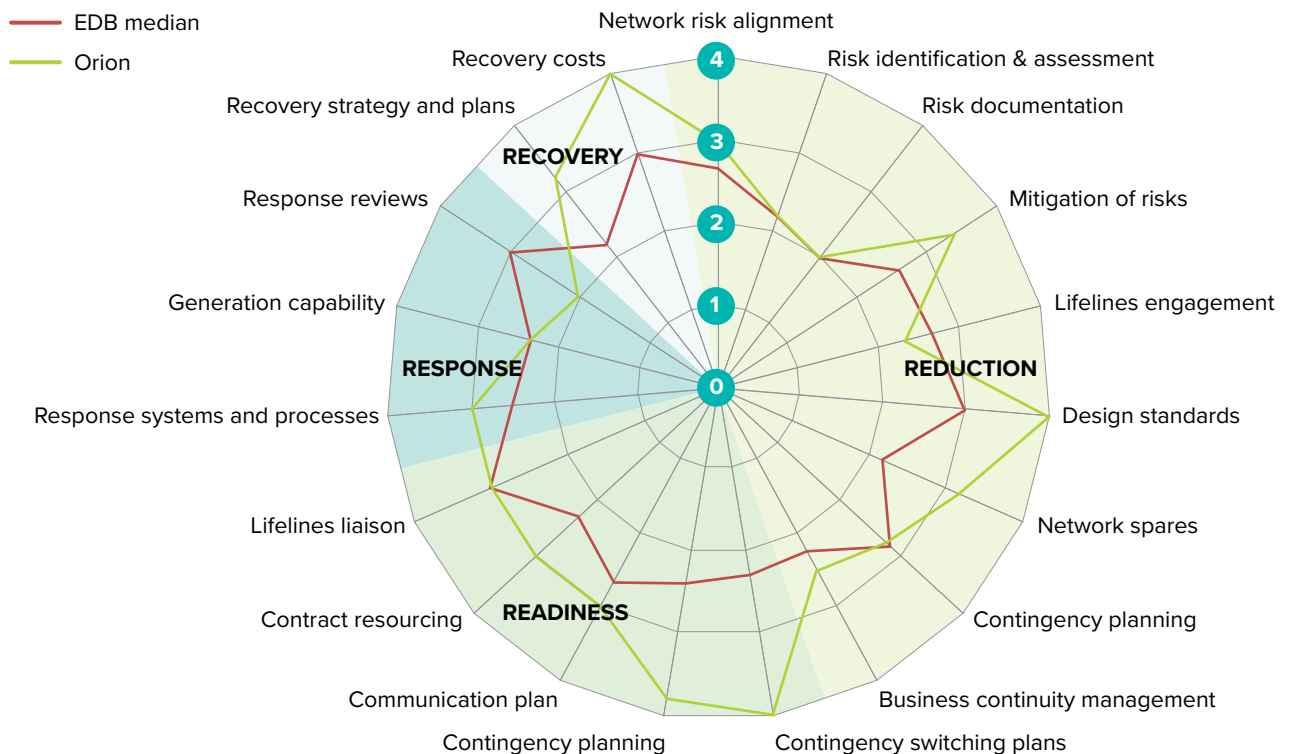 EDB median
Orion
Network risk alignment
Recovery costs
Risk identification & assessment
Recovery strategy and plans
Risk documentation
Response reviews
Mitigation of risks
Generation capability
Lifelines engagement
Response systems and processes
Design standards
Lifelines liaison
Network spares
Contract resourcing
Contingency planning
Communication plan
Business continuity management
Contingency planning
Contingency switching plans
RECOVERY
RESPONSE
REDUCTION
READINESS
4
3
2
1
0